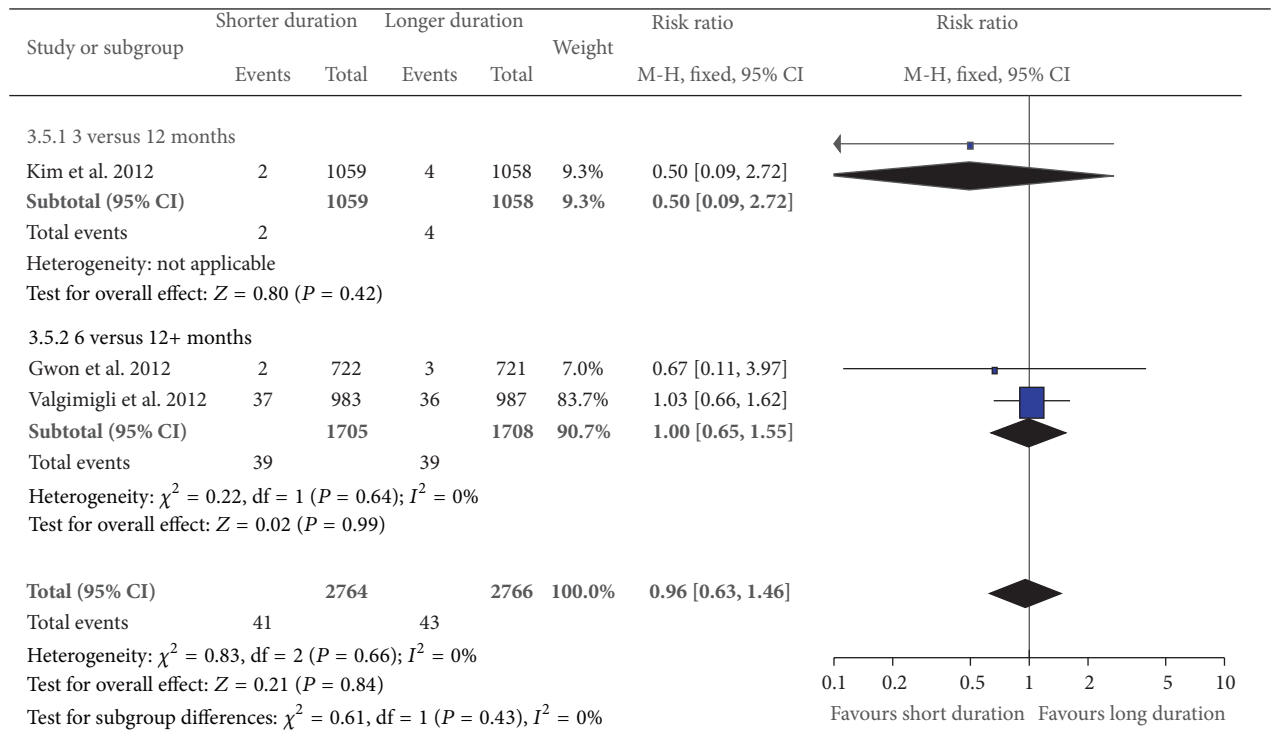 Shorter duration Longer duration Risk ratio Risk ratio
Study or subgroup Weight
Events Total Events Total M-H, fixed, 95% CI M-H, fixed, 95% CI
3.5.1 3 versus 12 months
Kim et al. 2012 2 1059 4 1058 9.3% 0.50 [0.09, 2.72]
Subtotal (95% CI) 1059 1058 9.3% 0.50 [0.09, 2.72]
Total events 2 4
Heterogeneity: not applicable
Test for overall effect: Z = 0.80 (P = 0.42)
3.5.2 6 versus 12+ months
Gwon et al. 2012 2 722 3 721 7.0% 0.67 [0.11, 3.97]
Valgimigli et al. 2012 37 983 36 987 83.7% 1.03 [0.66, 1.62]
Subtotal (95% CI) 1705 1708 90.7% 1.00 [0.65, 1.55]
Total events 39 39
Heterogeneity: χ² = 0.22, df = 1 (P = 0.64); I² = 0%
Test for overall effect: Z = 0.02 (P = 0.99)
Total (95% CI) 2764 2766 100.0% 0.96 [0.63, 1.46]
Total events 41 43
Heterogeneity: χ² = 0.83, df = 2 (P = 0.66); I² = 0%
Test for overall effect: Z = 0.21 (P = 0.84)
Test for subgroup differences: χ² = 0.61, df = 1 (P = 0.43), I² = 0%
0.1 0.2 0.5 1 2 5 10
Favours short duration Favours long duration